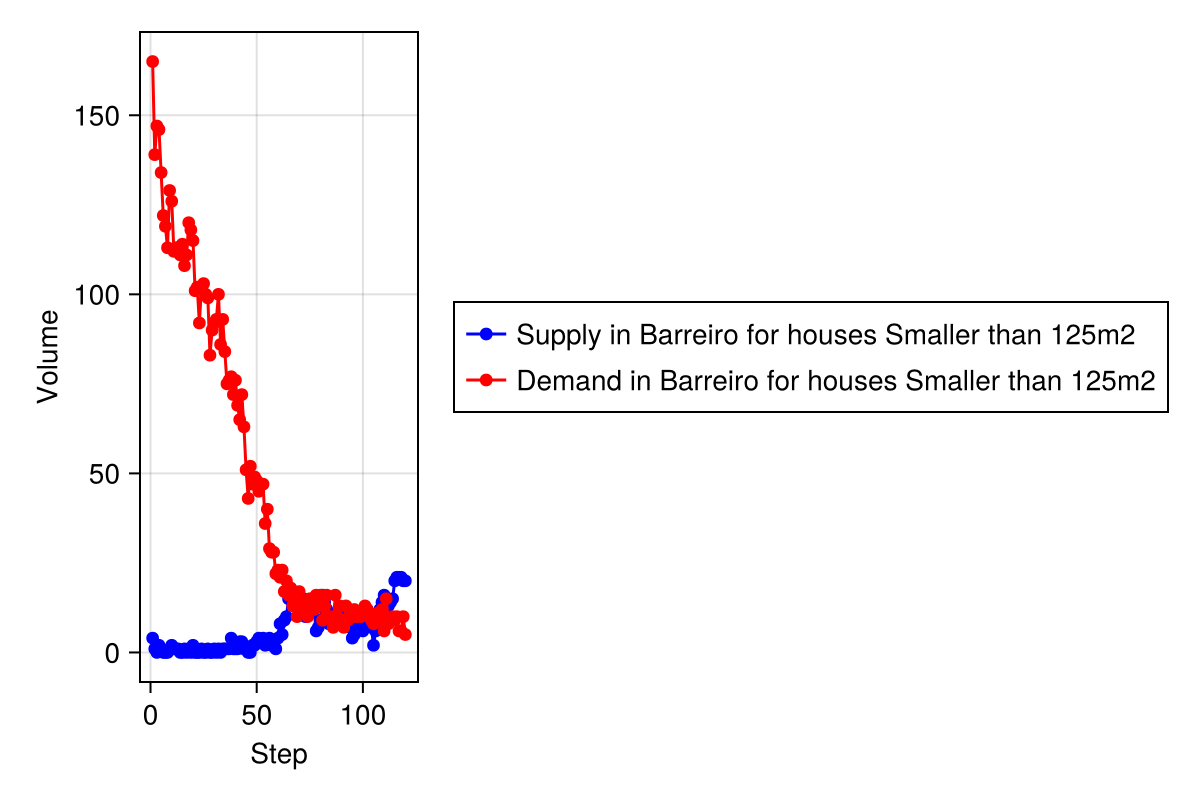 150
100
50
0
Volume
0 50 100
Step
Supply in Barreiro for houses Smaller than 125m2
Demand in Barreiro for houses Smaller than 125m2